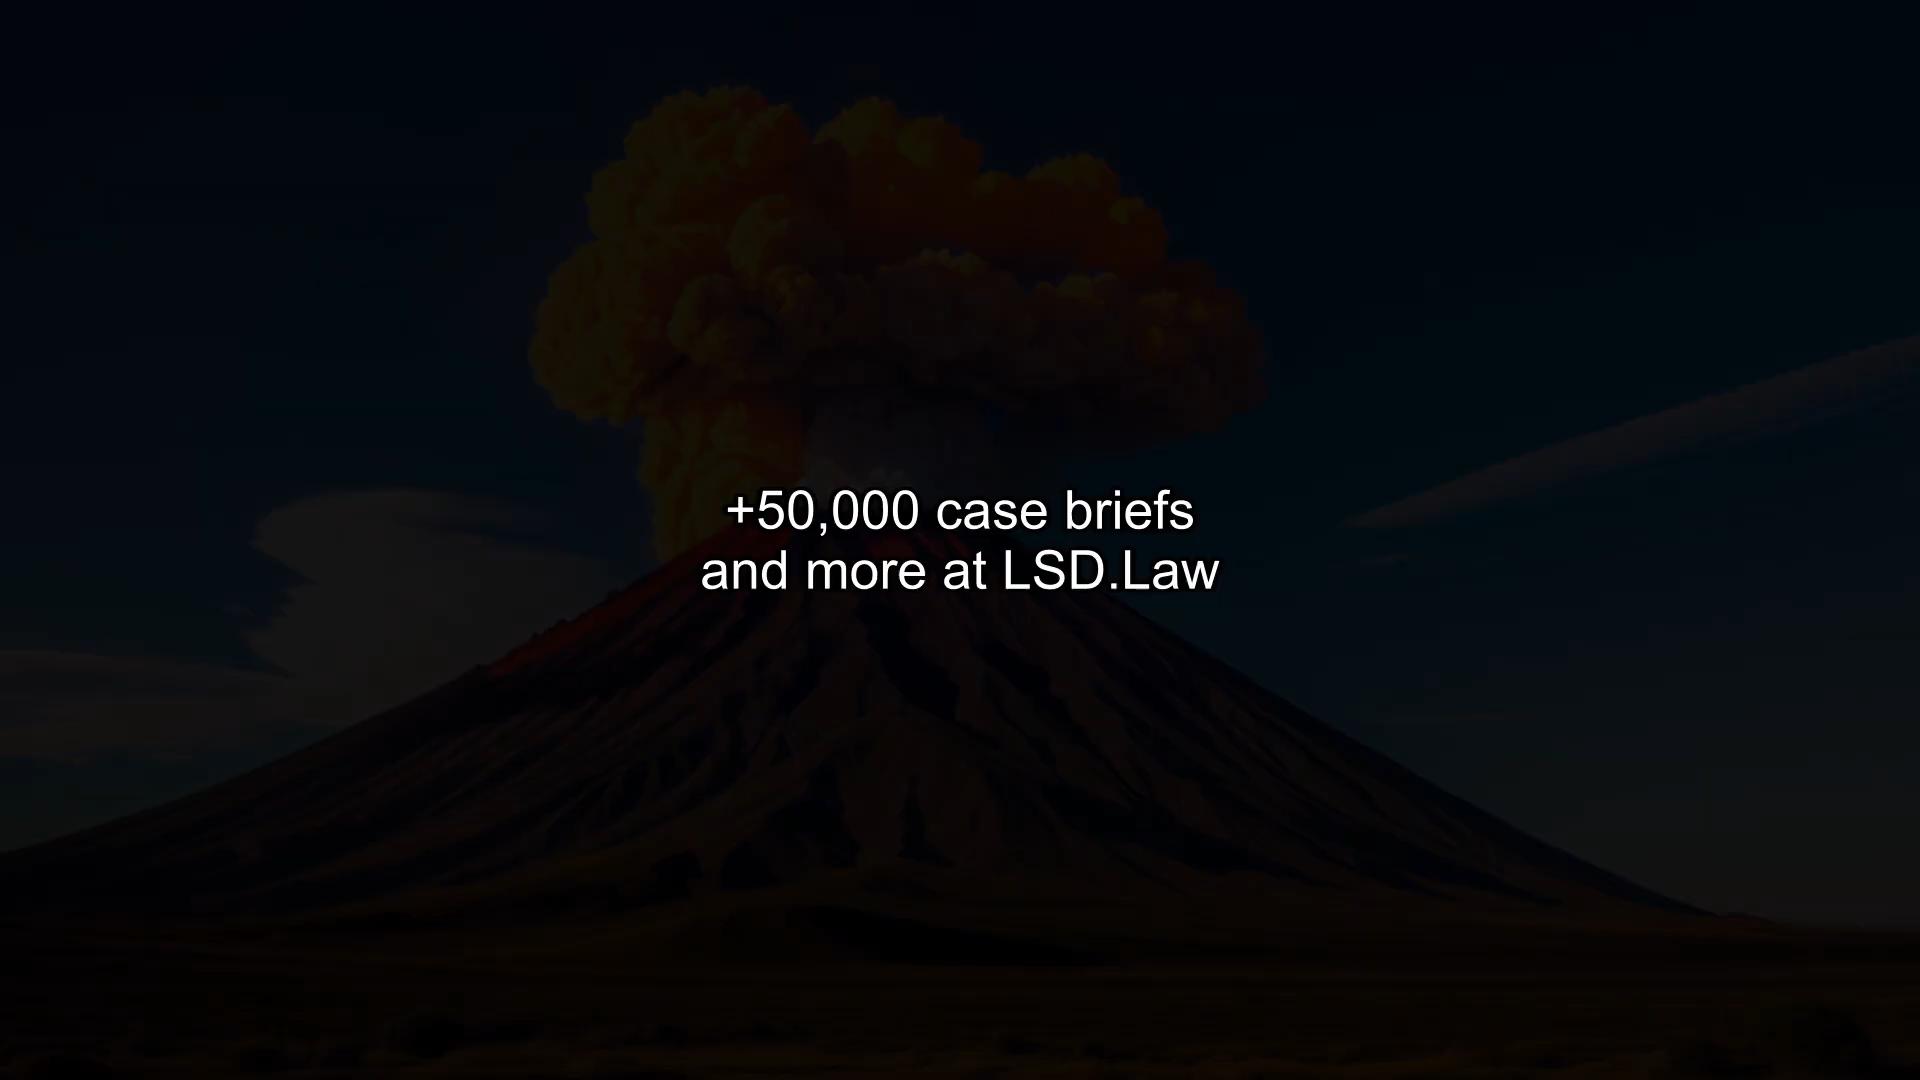 +50,000 case briefs
and more at LSD.Law